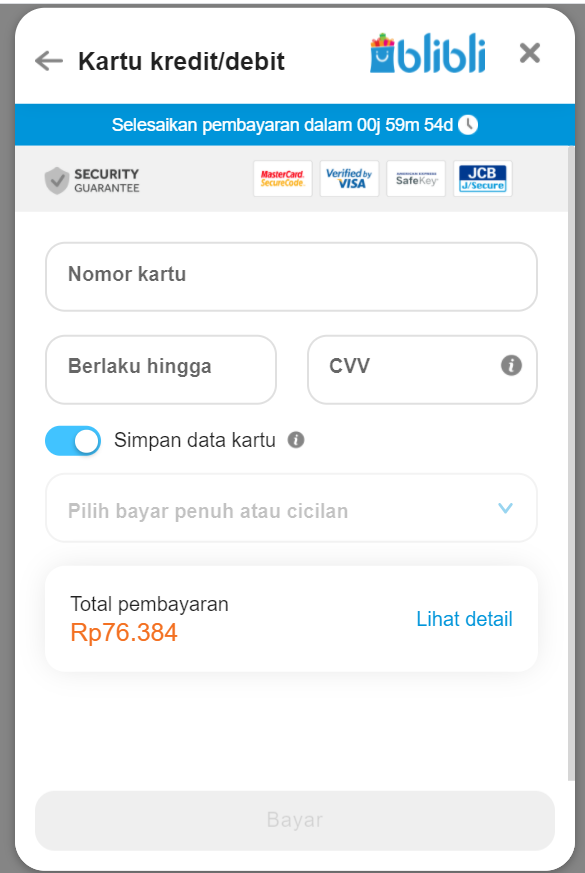 Kartu kredit/debit
blibli
Selesaikan pembayaran dalam 00j 59m 54d
SECURITY
GUARANTEE
MasterCard.
SecureCode.
Verified by
VISA
AMERICAN EXPRESS
SafeKey
JCB
J/Secure
Nomor kartu
Berlaku hingga
CVV
Simpan data kartu
Pilih bayar penuh atau cicilan
Total pembayaran
Rp76.384
Lihat detail
Bayar